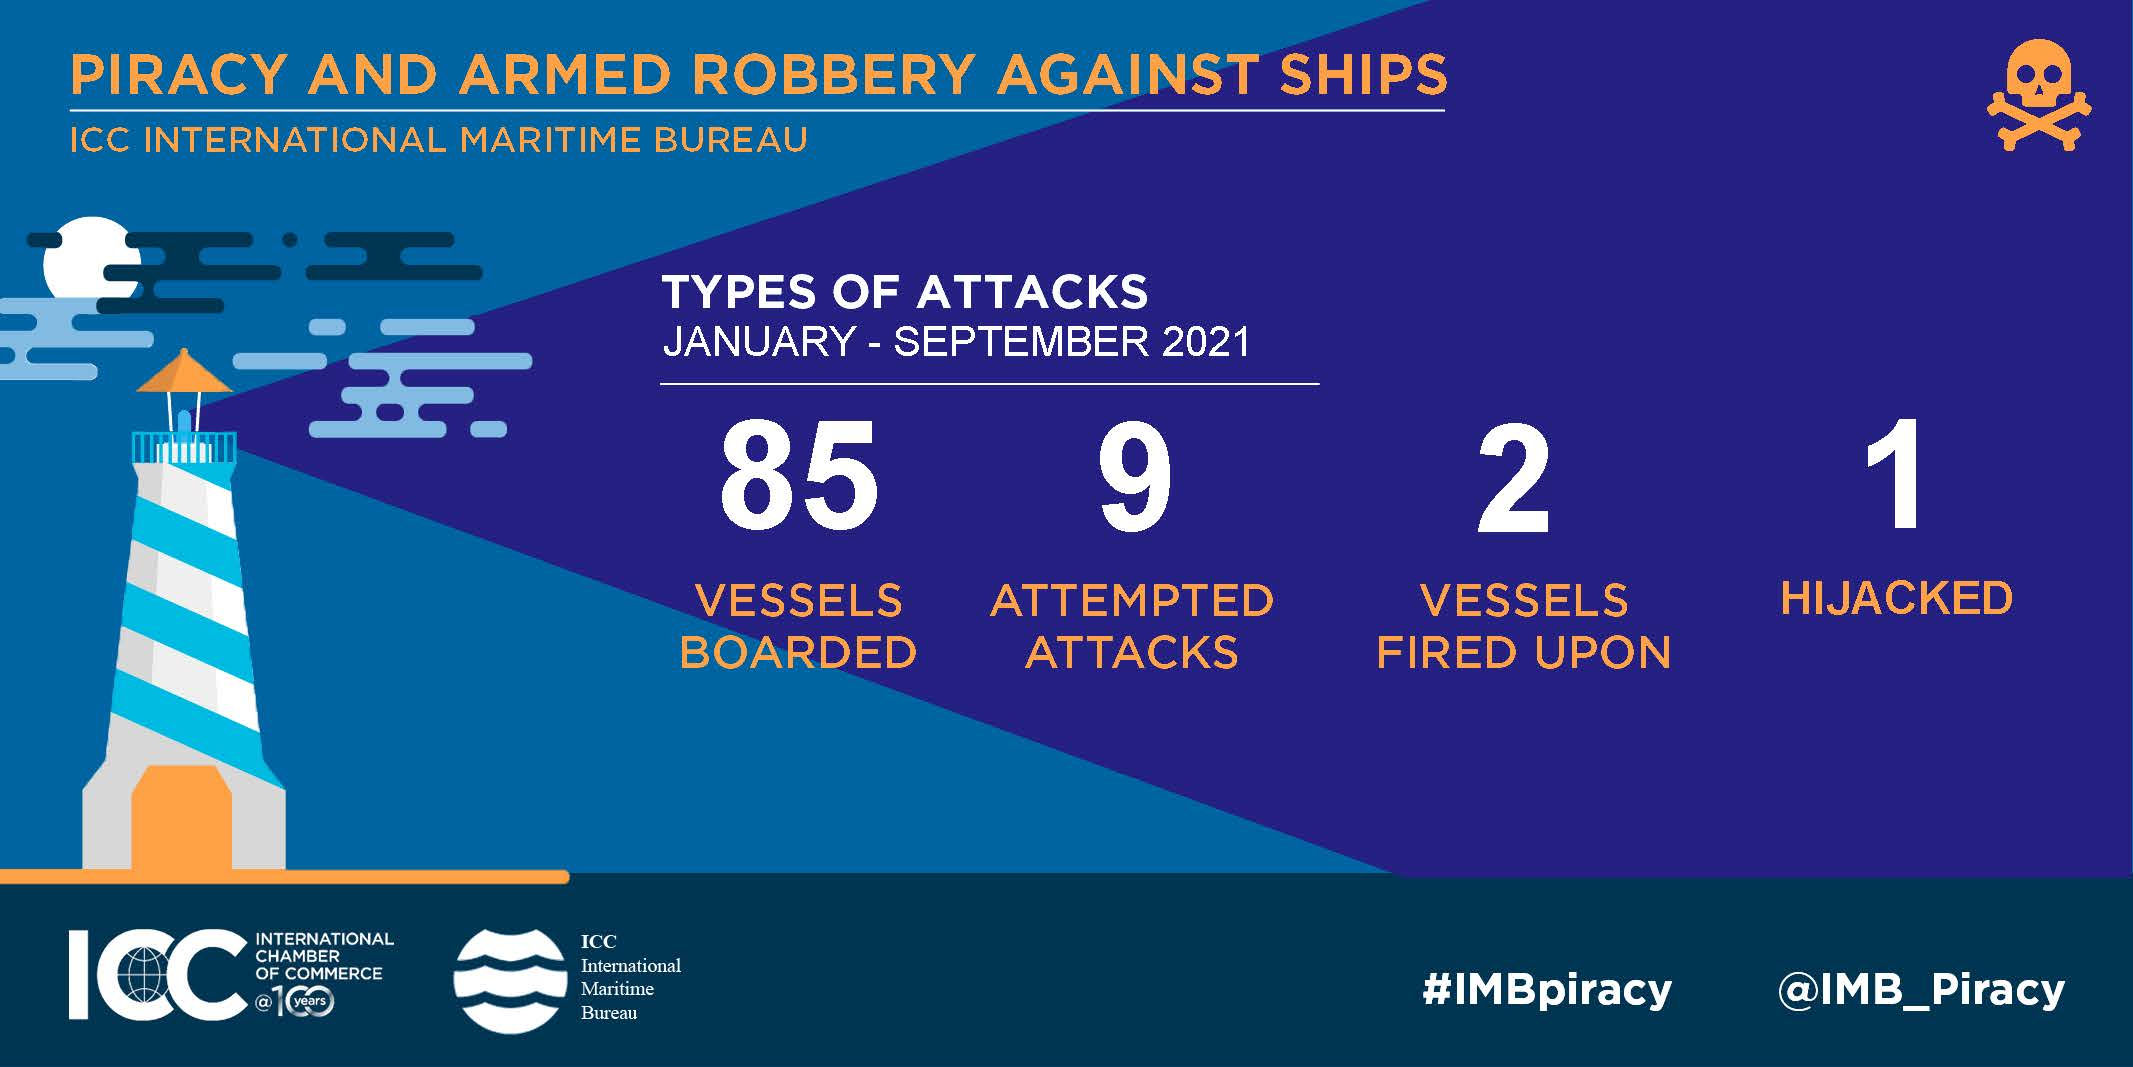 PIRACY AND ARMED ROBBERY AGAINST SHIPS
ICC INTERNATIONAL MARITIME BUREAU
TYPES OF ATTACKS
JANUARY - SEPTEMBER 2021
85
VESSELS
BOARDED
9
ATTEMPTED
ATTACKS
2
VESSELS
FIRED UPON
1
HIJACKED
ICC
INTERNATIONAL
CHAMBER
OF COMMERCE
@100 years
ICC
International
Maritime
Bureau
#IMBpiracy
@IMB_Piracy